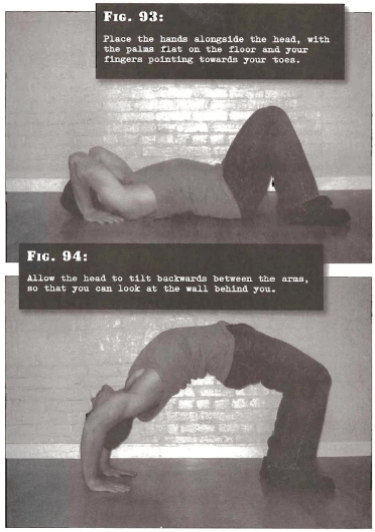 FIG. 93:
Place the hands alongside the head, with
the palms flat on the floor and your
fingers pointing towards your toes.
FIG. 94:
Allow the head to tilt backwards between the arms,
so that you can look at the wall behind you.